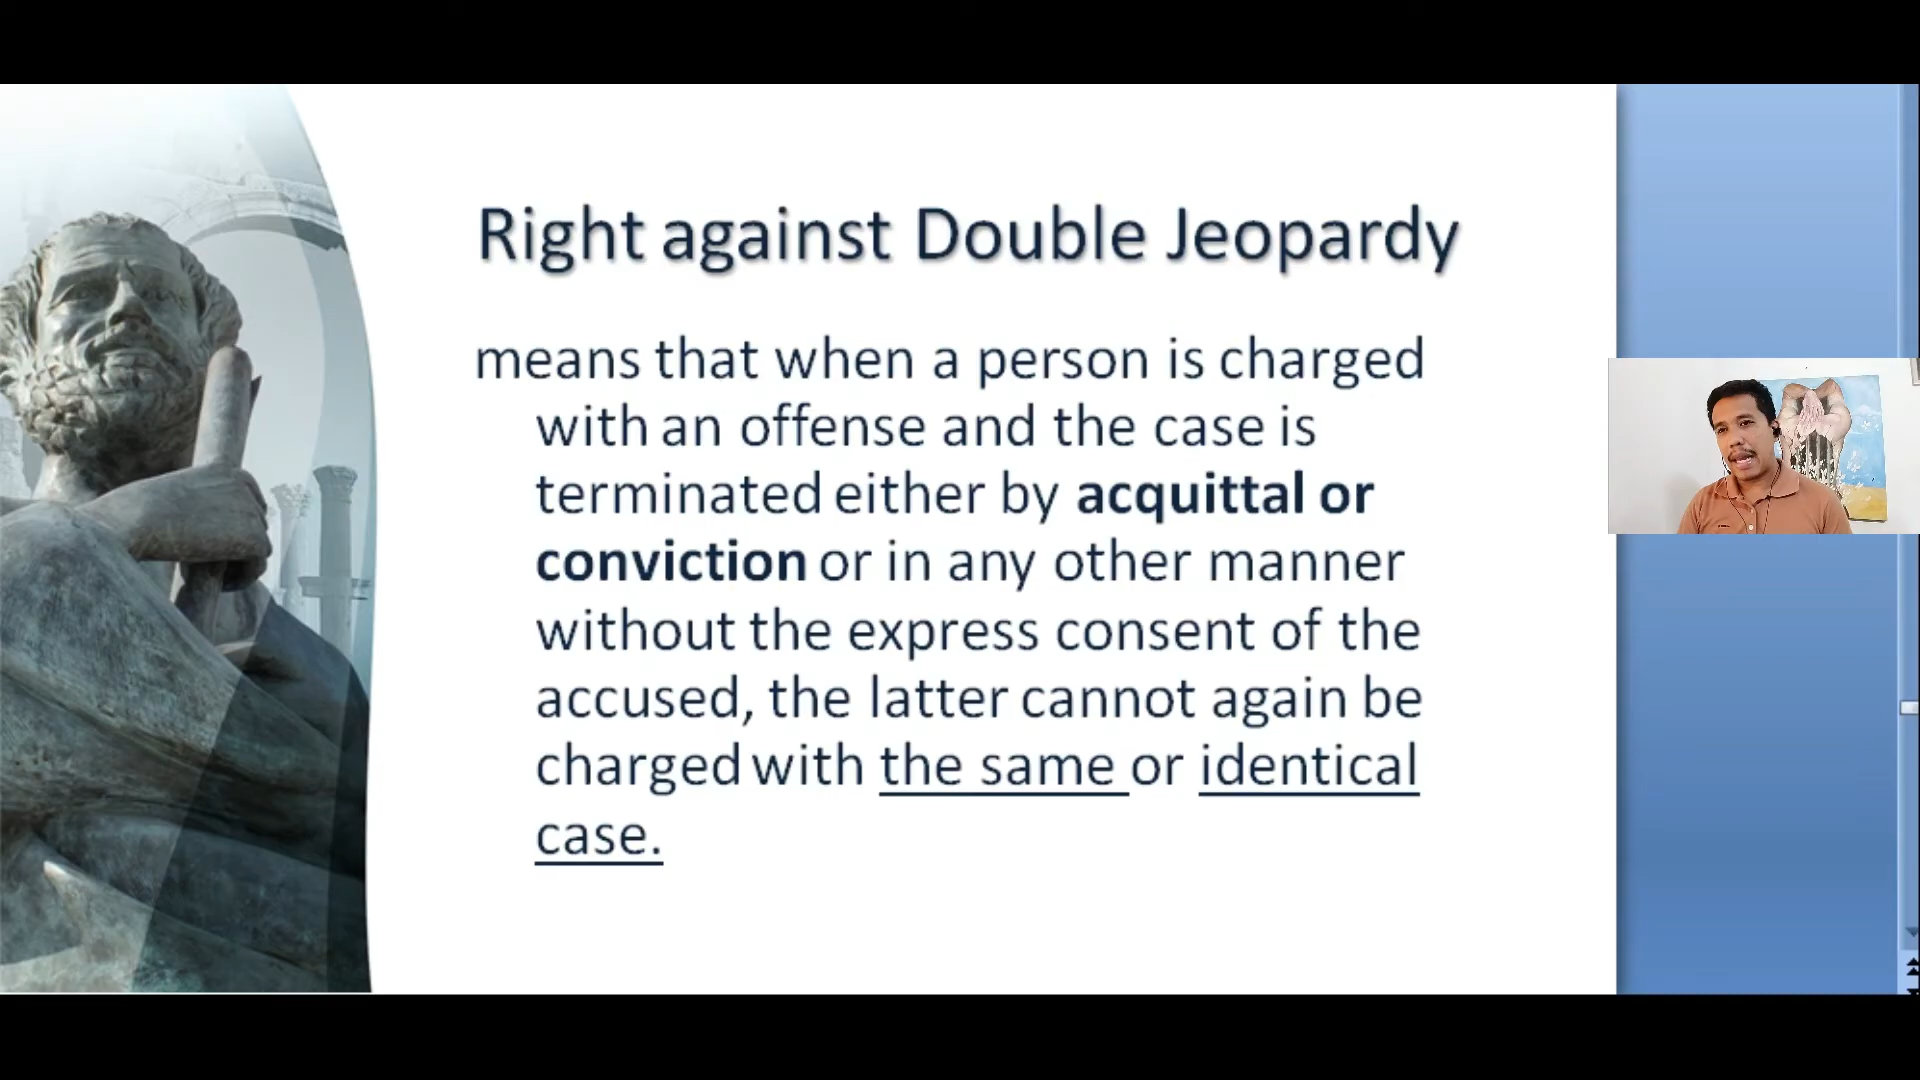 Right against Double Jeopardy
means that when a person is charged
with an offense and the case is
terminated either by acquittal or
conviction or in any other manner
without the express consent of the
accused, the latter cannot again be
charged with the same or identical
case.